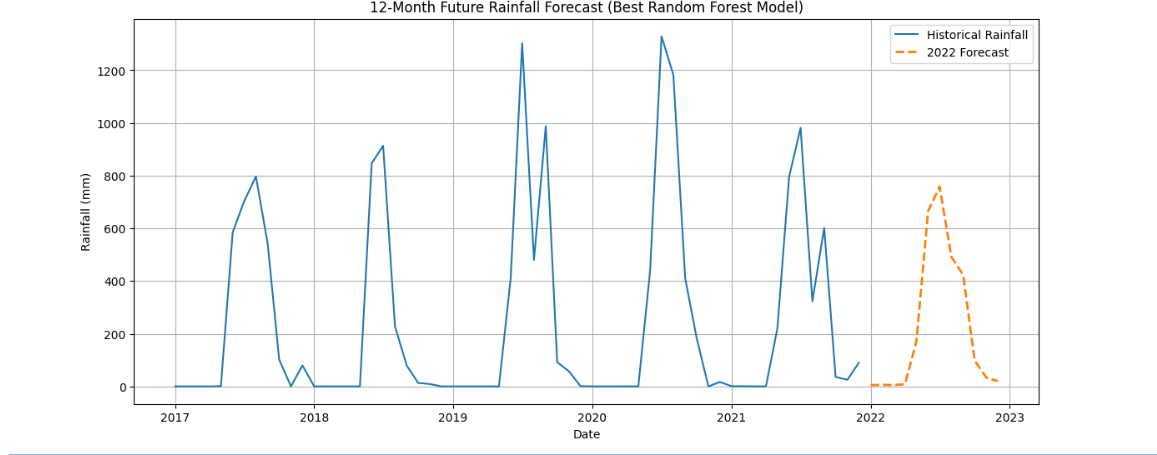 12-Month Future Rainfall Forecast (Best Random Forest Model)
Historical Rainfall
2022 Forecast
1200
1000
800
600
400
200
0
Rainfall (mm)
2017 2018 2019 2020 2021 2022 2023
Date